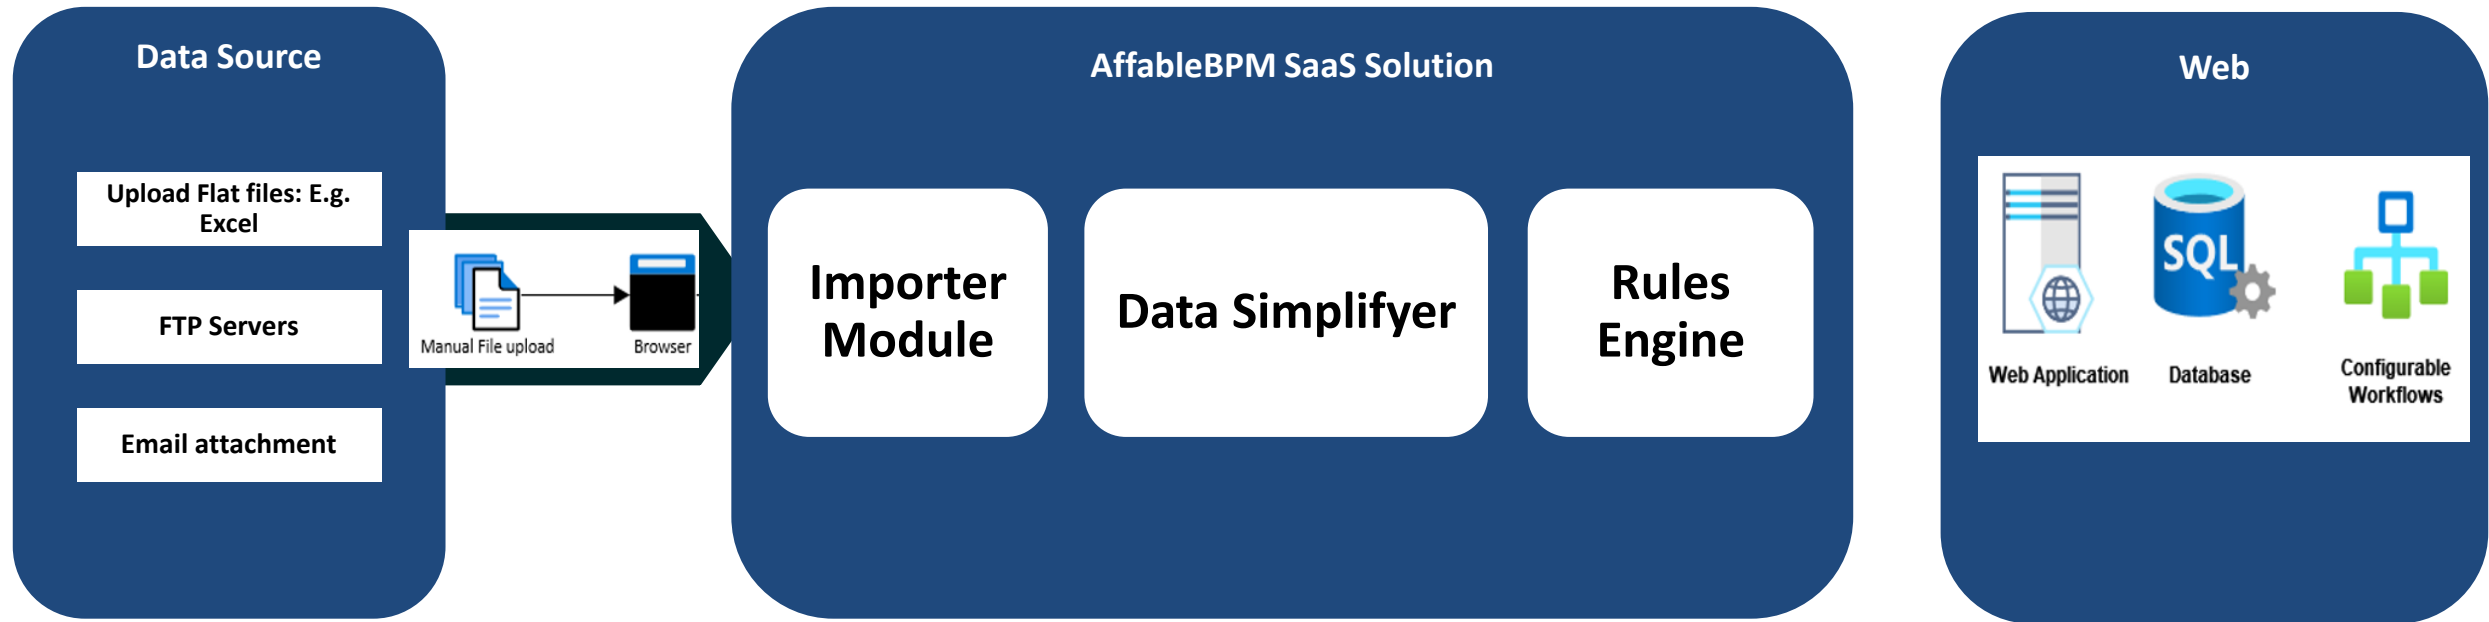 Data Source
Upload Flat files: E.g.
Excel
FTP Servers
Email attachment
Manual File upload
Browser
AffableBPM SaaS Solution
Importer
Module
Data Simplifyer
Rules
Engine
Web
SQL
Web Application
Database
Configurable
Workflows